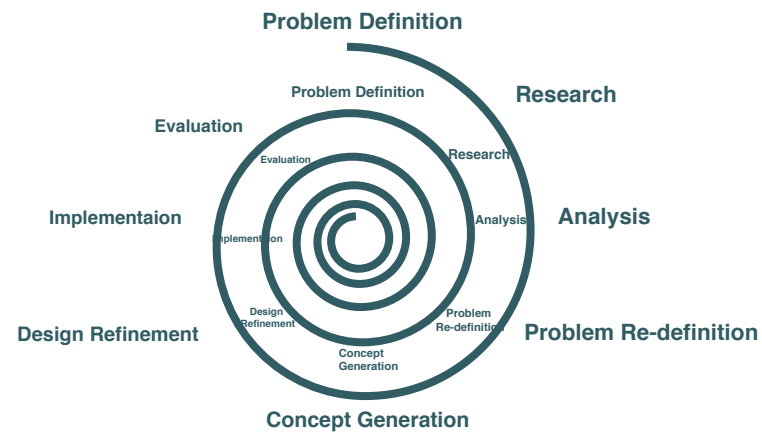 Problem Definition
Research
Analysis
Problem Re-definition
Concept Generation
Design Refinement
Implementaion
Evaluation
Problem Definition
Research
Analysis
Problem
Re-definition
Concept
Generation
Design
Refinement
Implementaion
Evaluation